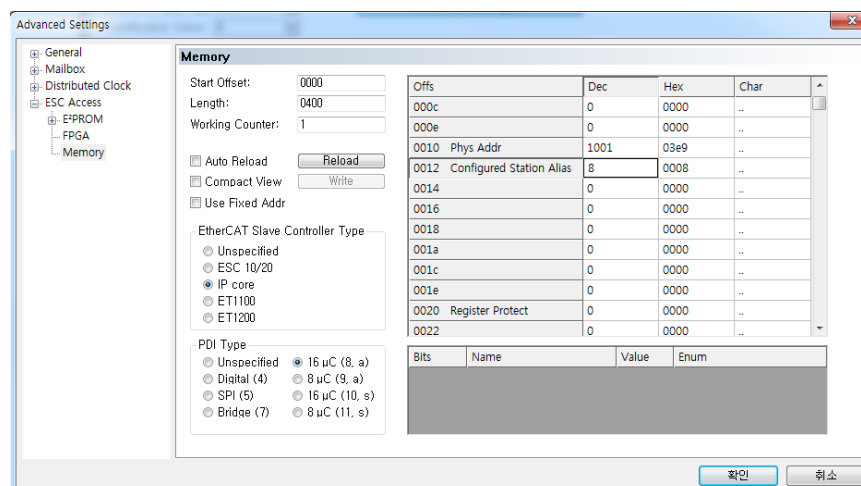 Advanced Settings
General
Mailbox
Distributed Clock
ESC Access
E²PROM
FPGA
Memory
Memory
Start Offset: 0000
Length: 0400
Working Counter: 1
Auto Reload Reload
Compact View Write
Use Fixed Addr
EtherCAT Slave Controller Type
Unspecified
ESC 10/20
IP core
ET1100
ET1200
PDI Type
Unspecified 16 µC (8, a)
Digital (4) 8 µC (9, a)
SPI (5) 16 µC (10, s)
Bridge (7) 8 µC (11, s)
Offs Dec Hex Char
000c 0 0000 ..
000e 0 0000 ..
0010 Phys Addr 1001 03e9 ..
0012 Configured Station Alias 8 0008 ..
0014 0 0000 ..
0016 0 0000 ..
0018 0 0000 ..
001a 0 0000 ..
001c 0 0000 ..
001e 0 0000 ..
0020 Register Protect 0 0000 ..
0022 0 0000 ..
Bits Name Value Enum
확인 취소